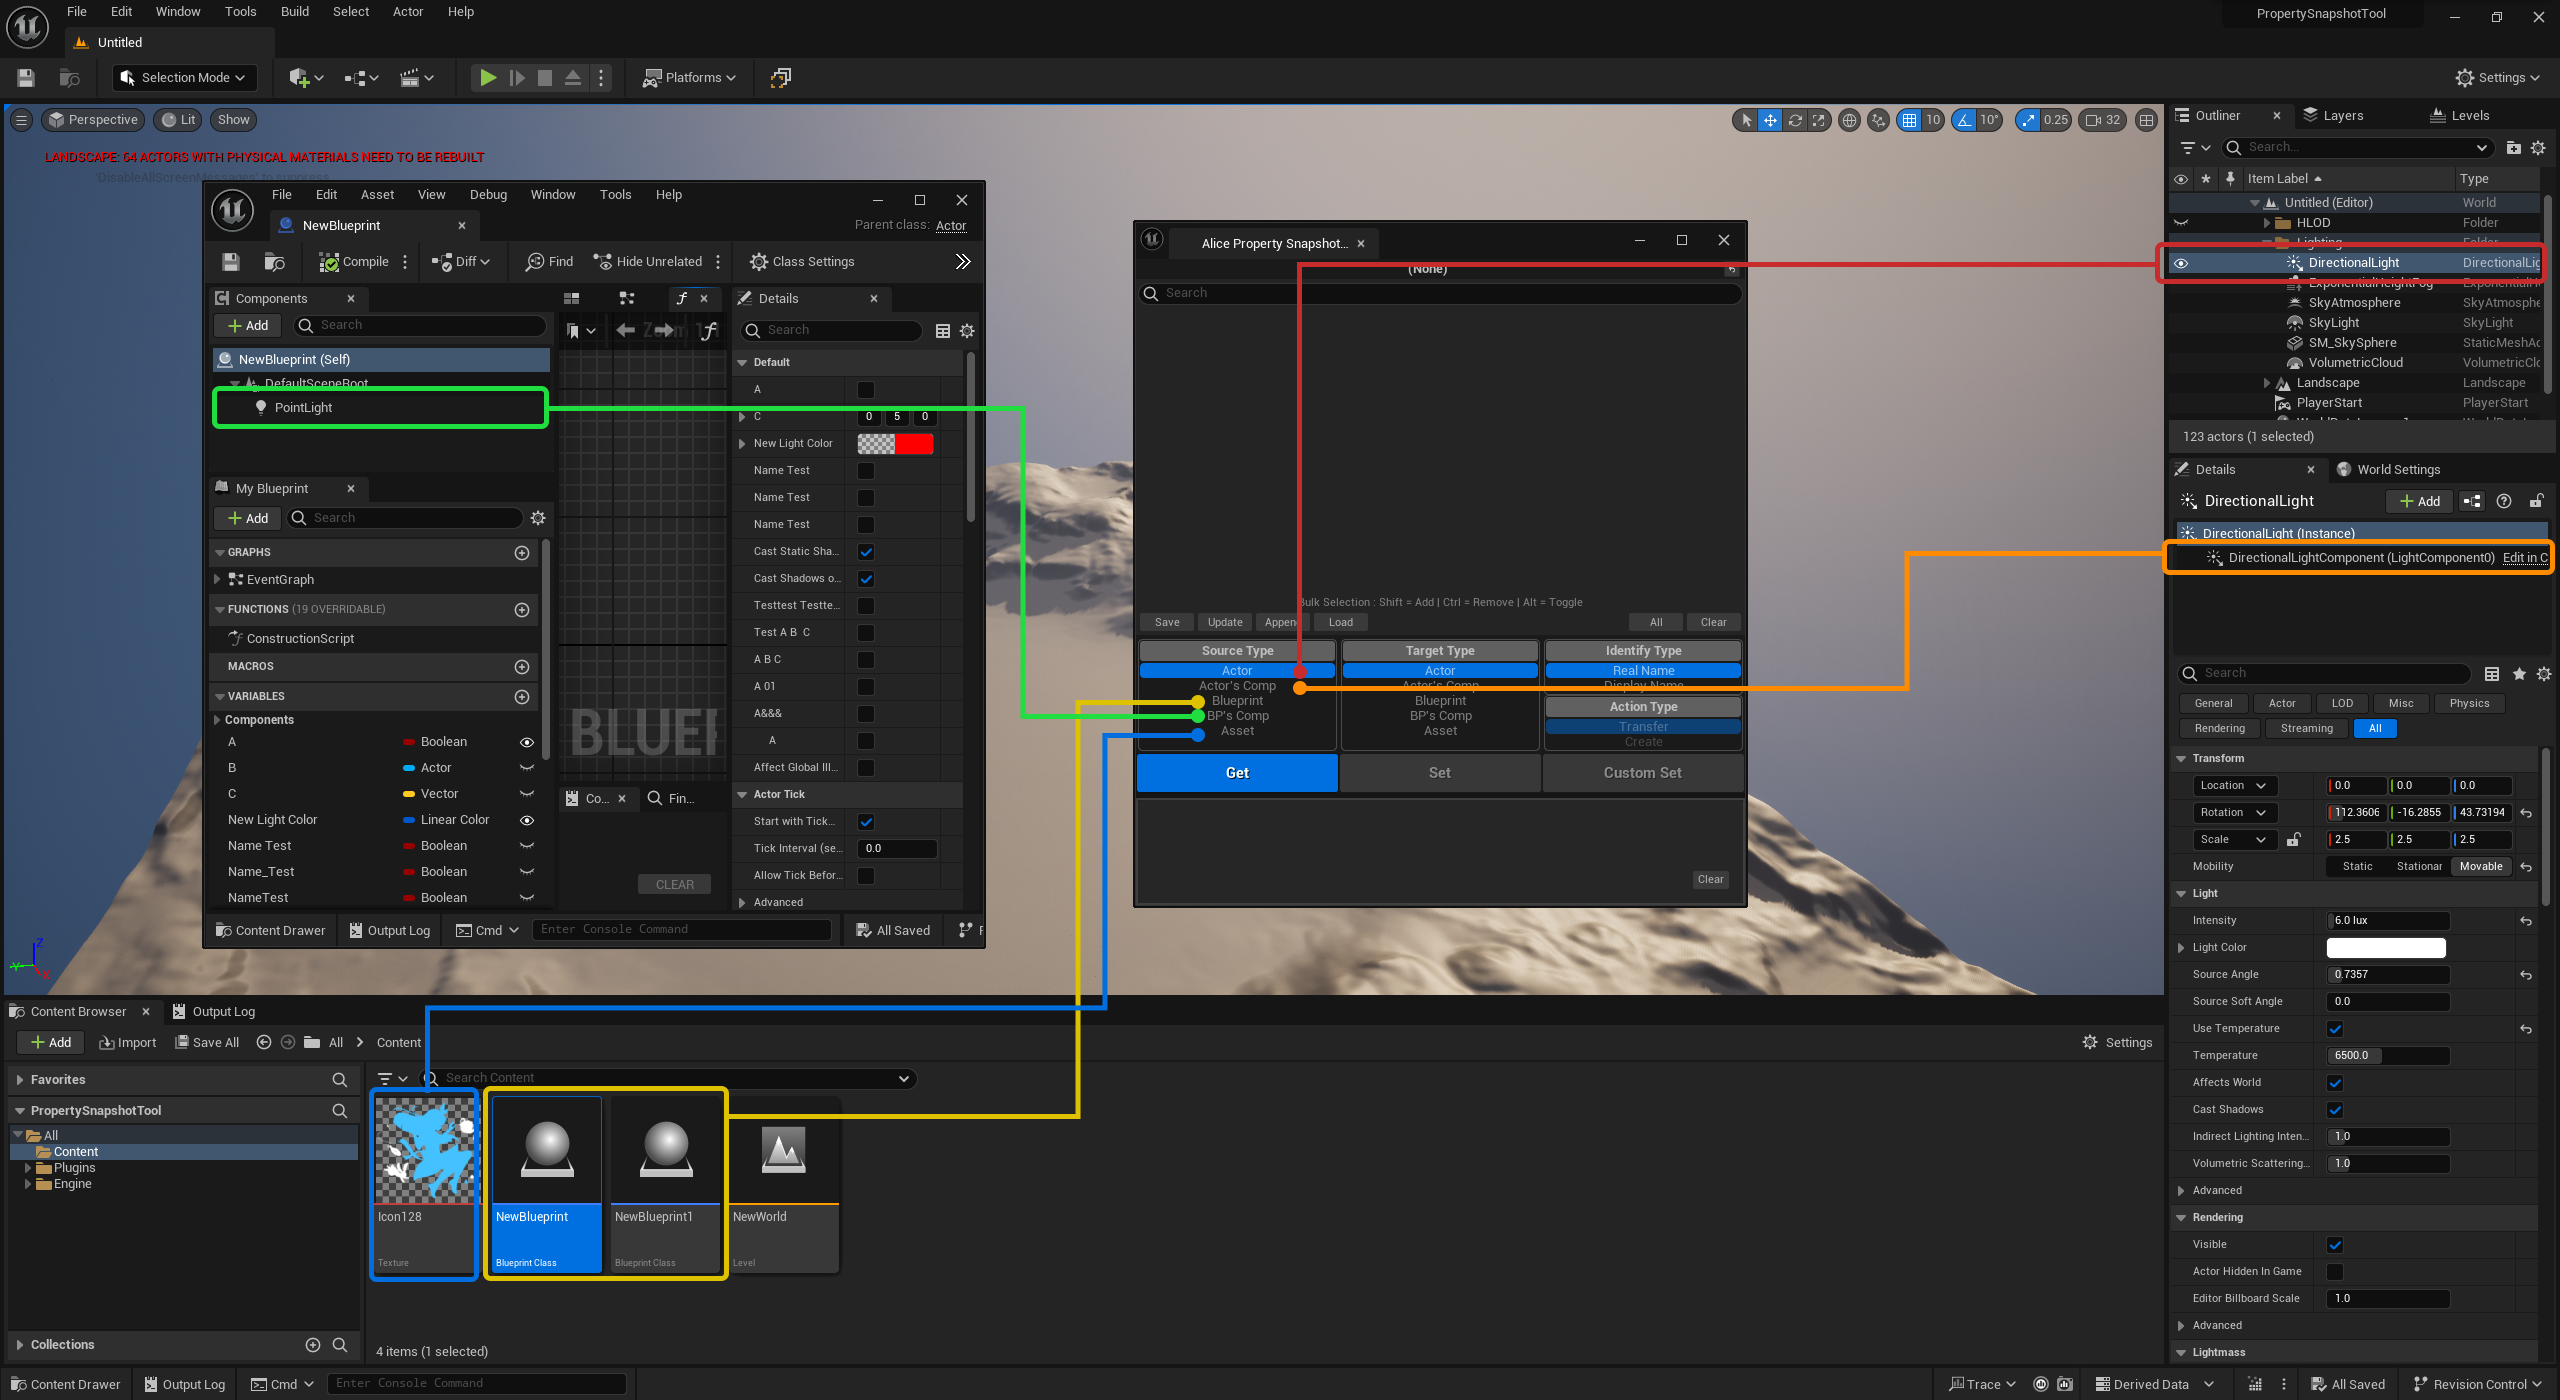 File Edit Window Tools Build Select Actor Help
PropertySnapshotTool
Untitled
Selection Mode
Platforms
Settings
Perspective Lit Show
10 10° 0.25 32
LANDSCAPE: 64 ACTORS WITH PHYSICAL MATERIALS NEED TO BE REBUILT
'DisableAllScreenMessages' to suppress
File Edit Asset View Debug Window Tools Help
NewBlueprint
Parent class: Actor
Compile Diff Find Hide Unrelated Class Settings
Components
Add Search
NewBlueprint (Self)
DefaultSceneRoot
PointLight
My Blueprint
Add Search
GRAPHS
EventGraph
FUNCTIONS (19 OVERRIDABLE)
ConstructionScript
MACROS
VARIABLES
Components
A Boolean
B Actor
C Vector
New Light Color Linear Color
Name Test Boolean
Name_Test Boolean
NameTest Boolean
Co... Fin...
CLEAR
Details
Search
Default
A
C 0 5 0
New Light Color
Name Test
Name Test
Name Test
Cast Static Sha...
Cast Shadows o...
Testtest Testte...
Test A B C
A B C
A 01
A&&&
A
Affect Global Ill...
Actor Tick
Start with Tick...
Tick Interval (se... 0.0
Allow Tick Befor...
Advanced
Content Drawer Output Log Cmd Enter Console Command All Saved
Alice Property Snapshot...
(None)
Search
Bulk Selection : Shift = Add | Ctrl = Remove | Alt = Toggle
Save Update Append Load All Clear
Source Type Target Type Identify Type
Actor Actor Real Name
Actor's Comp Actor's Comp Display Name
Blueprint Blueprint Action Type
BP's Comp BP's Comp Transfer
Asset Asset Create
Get Set Custom Set
Clear
Outliner Layers Levels
Search...
Item Label Type
Untitled (Editor) World
HLOD Folder
Lighting Folder
DirectionalLight DirectionalLig
ExponentialHeightFog
SkyAtmosphere SkyAtmosphe
SkyLight SkyLight
SM_SkySphere StaticMeshAc
VolumetricCloud VolumetricClo
Landscape Landscape
PlayerStart PlayerStart
123 actors (1 selected)
Details World Settings
DirectionalLight Add
DirectionalLight (Instance)
DirectionalLightComponent (LightComponent0) Edit in C
Search
General Actor LOD Misc Physics
Rendering Streaming All
Transform
Location 0.0 0.0 0.0
Rotation 112.3606 -16.2855 43.73194
Scale 2.5 2.5 2.5
Mobility Static Stationar Movable
Light
Intensity 6.0 lux
Light Color
Source Angle 0.7357
Source Soft Angle 0.0
Use Temperature
Temperature 6500.0
Affects World
Cast Shadows
Indirect Lighting Inten... 1.0
Volumetric Scattering... 1.0
Advanced
Rendering
Visible
Actor Hidden In Game
Editor Billboard Scale 1.0
Advanced
Lightmass
Content Browser Output Log
Add Import Save All All Content Settings
Favorites
PropertySnapshotTool
All
Content
Plugins
Engine
Collections
Search Content
Icon128
Texture
NewBlueprint
Blueprint Class
NewBlueprint1
Blueprint Class
NewWorld
Level
4 items (1 selected)
Content Drawer Output Log Cmd Enter Console Command Trace Derived Data All Saved Revision Control